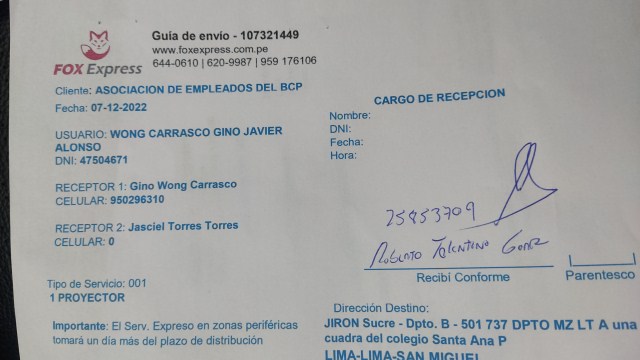 FOX Express
Guía de envío - 107321449
www.foxexpress.com.pe
644-0610 | 620-9987 | 959 176106
Cliente: ASOCIACION DE EMPLEADOS DEL BCP
Fecha: 07-12-2022
USUARIO: WONG CARRASCO GINO JAVIER
ALONSO
DNI: 47504671
RECEPTOR 1: Gino Wong Carrasco
CELULAR: 950296310
RECEPTOR 2: Jasciel Torres Torres
CELULAR: 0
Tipo de Servicio: 001
1 PROYECTOR
Importante: El Serv. Expreso en zonas periféricas
tomará un día más del plazo de distribución
CARGO DE RECEPCION
Nombre:
DNI:
Fecha:
Hora:
25853709
Roberto Tolentino
Recibí Conforme
Parentesco
Dirección Destino:
JIRON Sucre - Dpto. B - 501 737 DPTO MZ LT A una
cuadra del colegio Santa Ana P
LIMA-LIMA-SAN MIGUEL